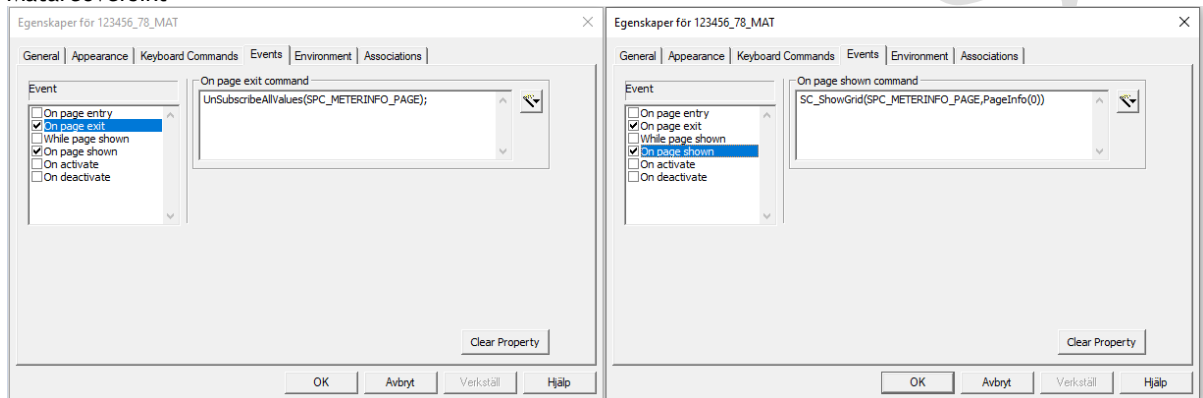 Egenskaper för 123456_78_MAT
General Appearance Keyboard Commands Events Environment Associations
Event
On page entry
On page exit
While page shown
On page shown
On activate
On deactivate
On page exit command
UnSubscribeAllValues(SPC_METERINFO_PAGE);
Clear Property
OK Avbryt Verkställ Hjälp
Egenskaper för 123456_78_MAT
General Appearance Keyboard Commands Events Environment Associations
Event
On page entry
On page exit
While page shown
On page shown
On activate
On deactivate
On page shown command
SC_ShowGrid(SPC_METERINFO_PAGE,PageInfo(0))
Clear Property
OK Avbryt Verkställ Hjälp